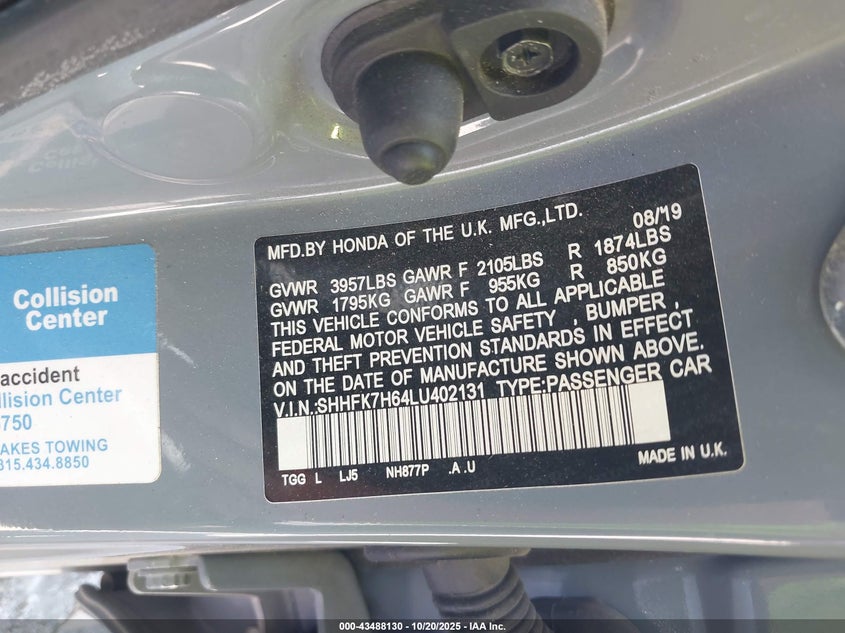 MFD.BY HONDA OF THE U.K. MFG.,LTD. 08/'19
GVWR 3957LBS GAWR F 2105LBS R 1874LBS
GVWR 1795KG GAWR F 955KG R 850KG
THIS VEHICLE CONFORMS TO ALL APPLICABLE
FEDERAL MOTOR VEHICLE SAFETY , BUMPER ,
AND THEFT PREVENTION STANDARDS IN EFFECT
ON THE DATE OF MANUFACTURE SHOWN ABOVE.
V.I.N.:SHHFK7H64LU402131 TYPE:PASSENGER CAR
TGG L LJ5 NH877P .A .U MADE IN U.K.
Collision
Center
accident
llision Center
750
AKES TOWING
815.434.8850
000-43488130 - 10/20/2025 - IAA Inc.